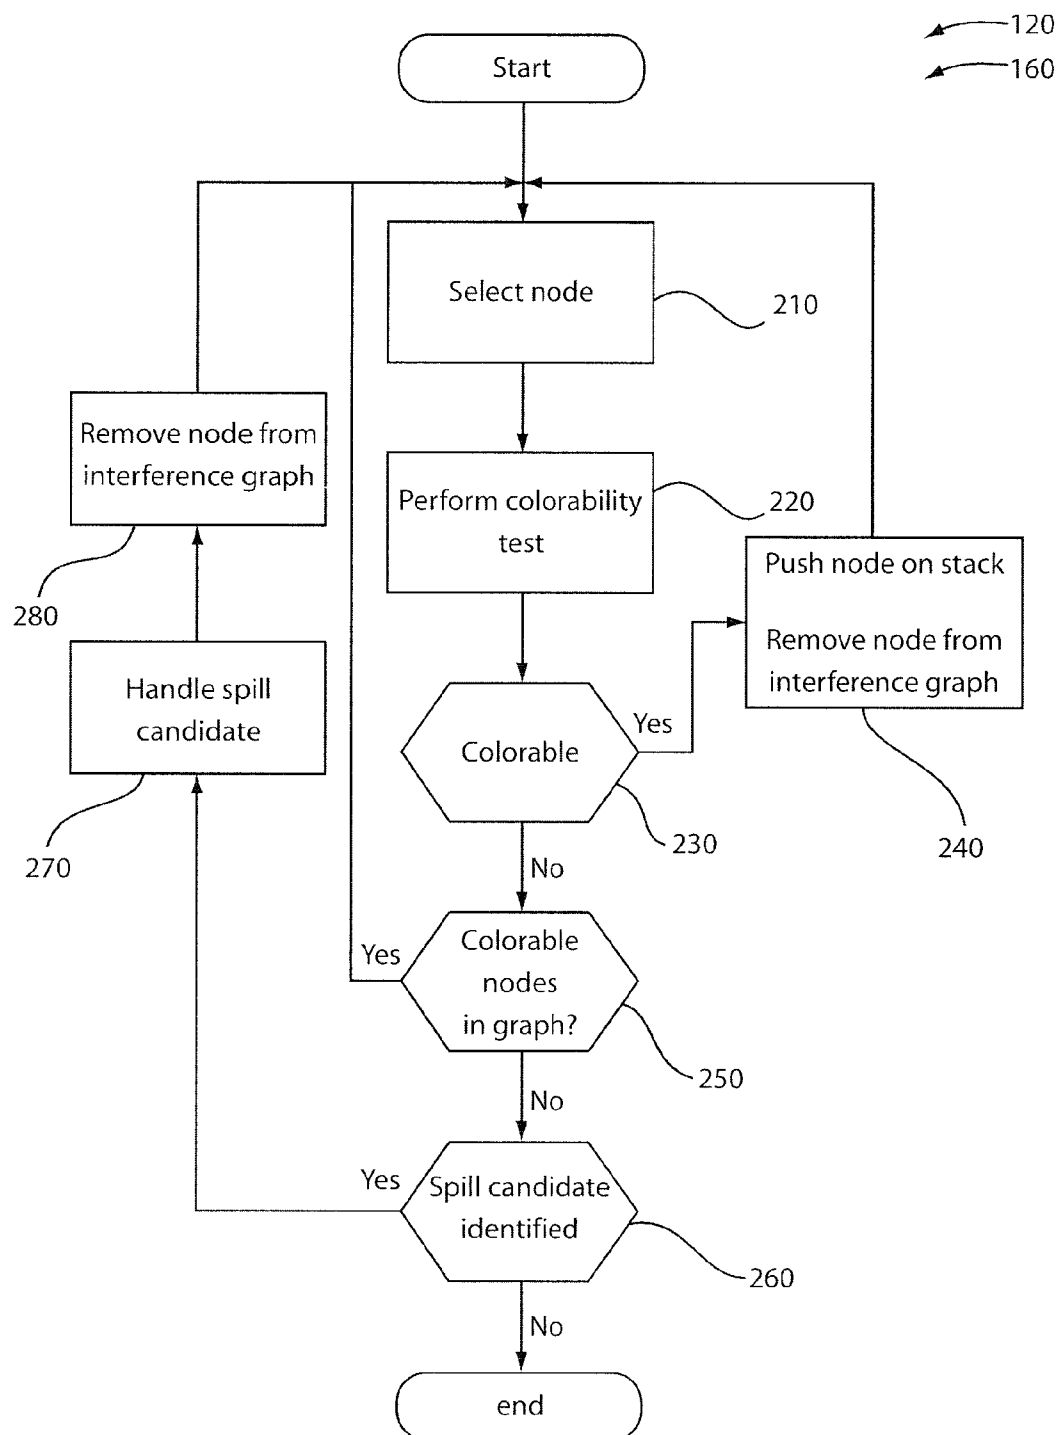 120
Start
160
Select node
210
Remove node from
interference graph
280
Perform colorability
test
220
Push node on stack
Remove node from
interference graph
240
Handle spill
candidate
270
Yes
Colorable
230
No
Yes
Colorable
nodes
in graph?
250
No
Yes
Spill candidate
identified
260
No
end